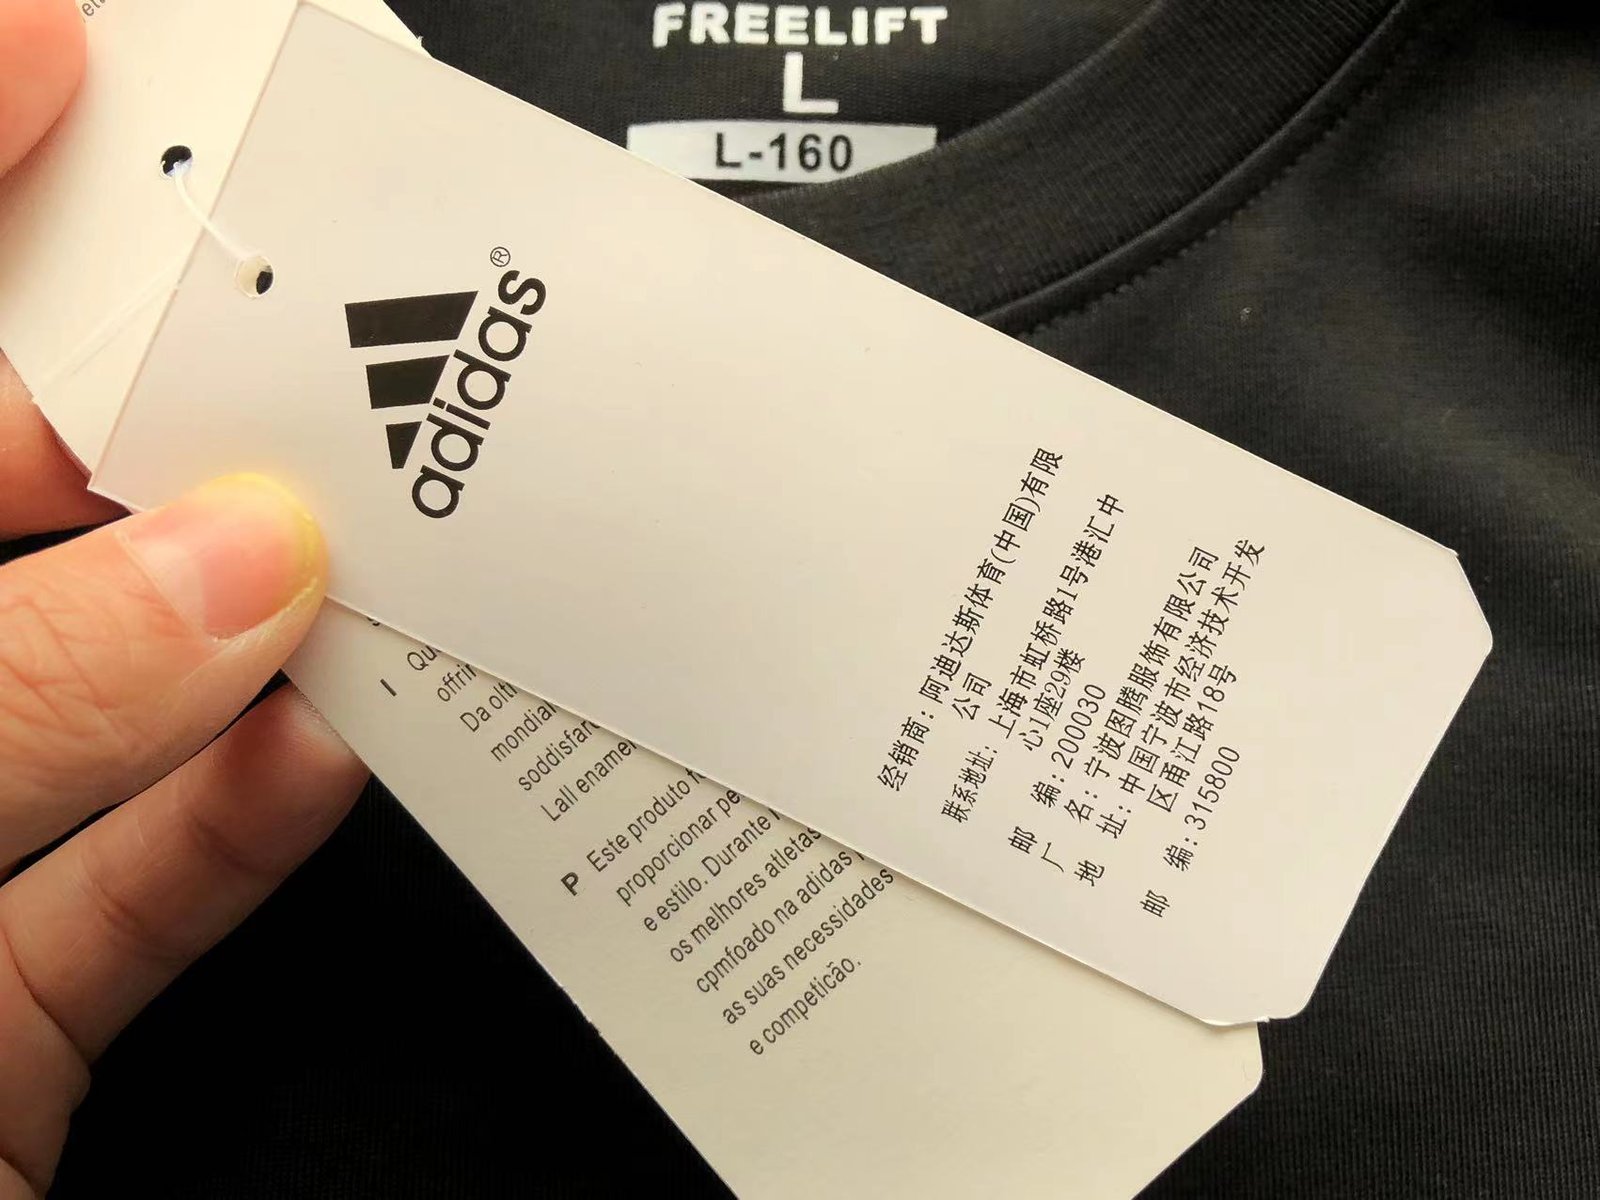 FREELIFT
L
L-160
adidas®
经销商：阿迪达斯体育(中国)有限
公司
联系地址：上海市虹桥路1号港汇中
心1座29楼
邮 编：200030
厂 名：宁波图腾服饰有限公司
地 址：中国宁波市经济技术开发
区甬江路18号
邮 编：315800
I Qu
offrir
Da olt
mondial
soddisfare
Lall ename
P Este produto f
proporcionar pe
e estilo. Durante
os melhores atletas
cpmfoado na adidas
as suas necessidades
e competicão.